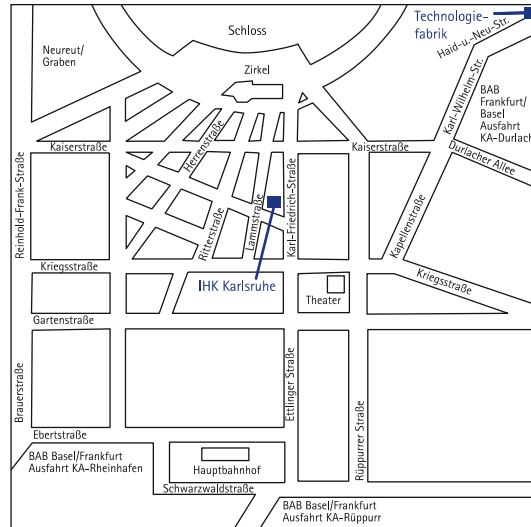 Technologie-
fabrik
Haid-u.-Neu-Str.
Schloss
Neureut/
Graben
Zirkel
Karl-Wilhelm-Str.
BAB
Frankfurt/
Basel
Ausfahrt
KA-Durlach
Herrenstraße
Kaiserstraße
Kaiserstraße
Durlacher Allee
Reinhold-Frank-Straße
Ritterstraße
Lammstraße
Karl-Friedrich-Straße
Kapellenstraße
Kriegsstraße
IHK Karlsruhe
Kriegsstraße
Theater
Gartenstraße
Brauerstraße
Ettlinger Straße
Rüppurrer Straße
Ebertstraße
BAB Basel/Frankfurt
Ausfahrt KA-Rheinhafen
Hauptbahnhof
Schwarzwaldstraße
BAB Basel/Frankfurt
Ausfahrt KA-Rüppurr